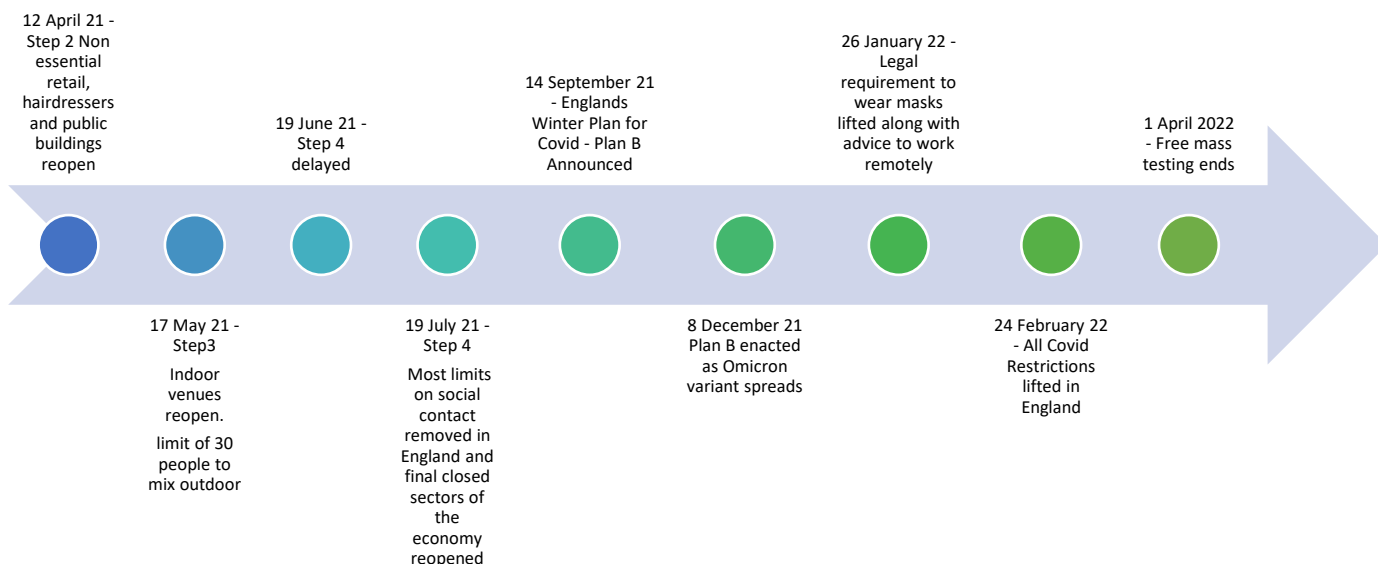 12 April 21 -
Step 2 Non
essential
retail,
hairdressers
and public
buildings
reopen
17 May 21 -
Step3
Indoor
venues
reopen.
limit of 30
people to
mix outdoor
19 June 21 -
Step 4
delayed
19 July 21 -
Step 4
Most limits
on social
contact
removed in
England and
final closed
sectors of
the
economy
reopened
14 September 21
- Englands
Winter Plan for
Covid - Plan B
Announced
8 December 21
Plan B enacted
as Omicron
variant spreads
26 January 22 -
Legal
requirement to
wear masks
lifted along with
advice to work
remotely
24 February 22
- All Covid
Restrictions
lifted in
England
1 April 2022
- Free mass
testing ends